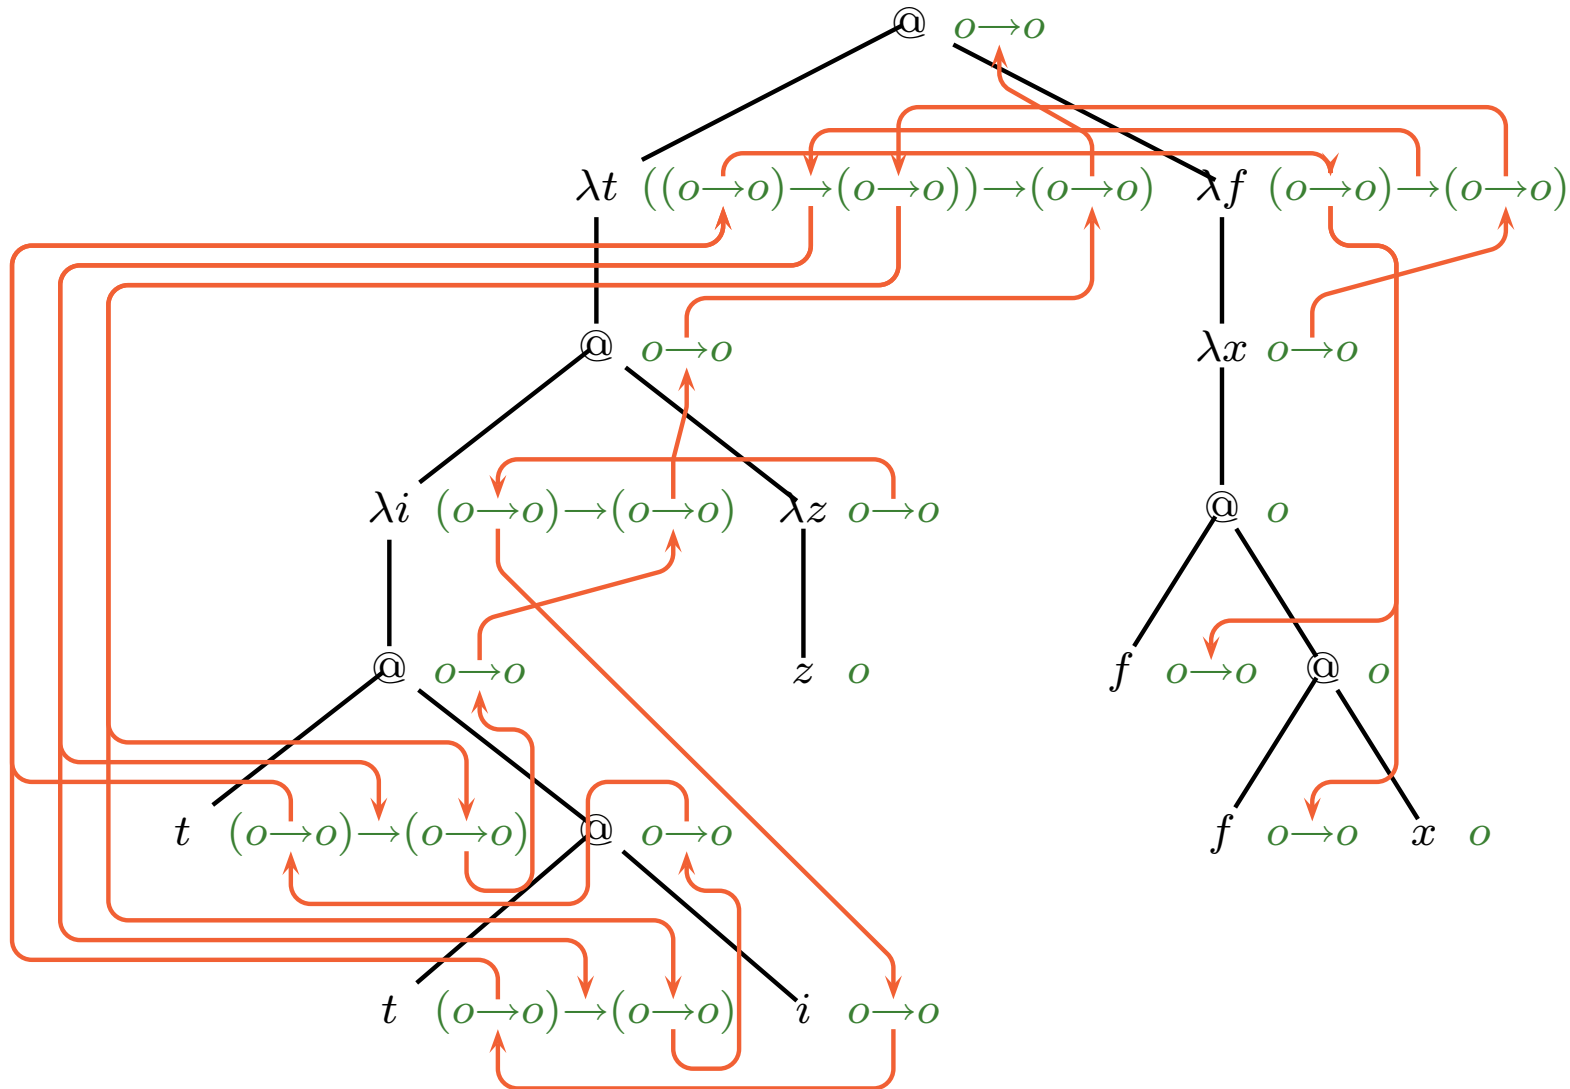 @ o→o
λt ((o→o)→(o→o))→(o→o) λf (o→o)→(o→o)
@ o→o λx o→o
λi (o→o)→(o→o) λz o→o @ o
@ o→o z o f o→o @ o
t (o→o)→(o→o) @ o→o f o→o x o
t (o→o)→(o→o) i o→o